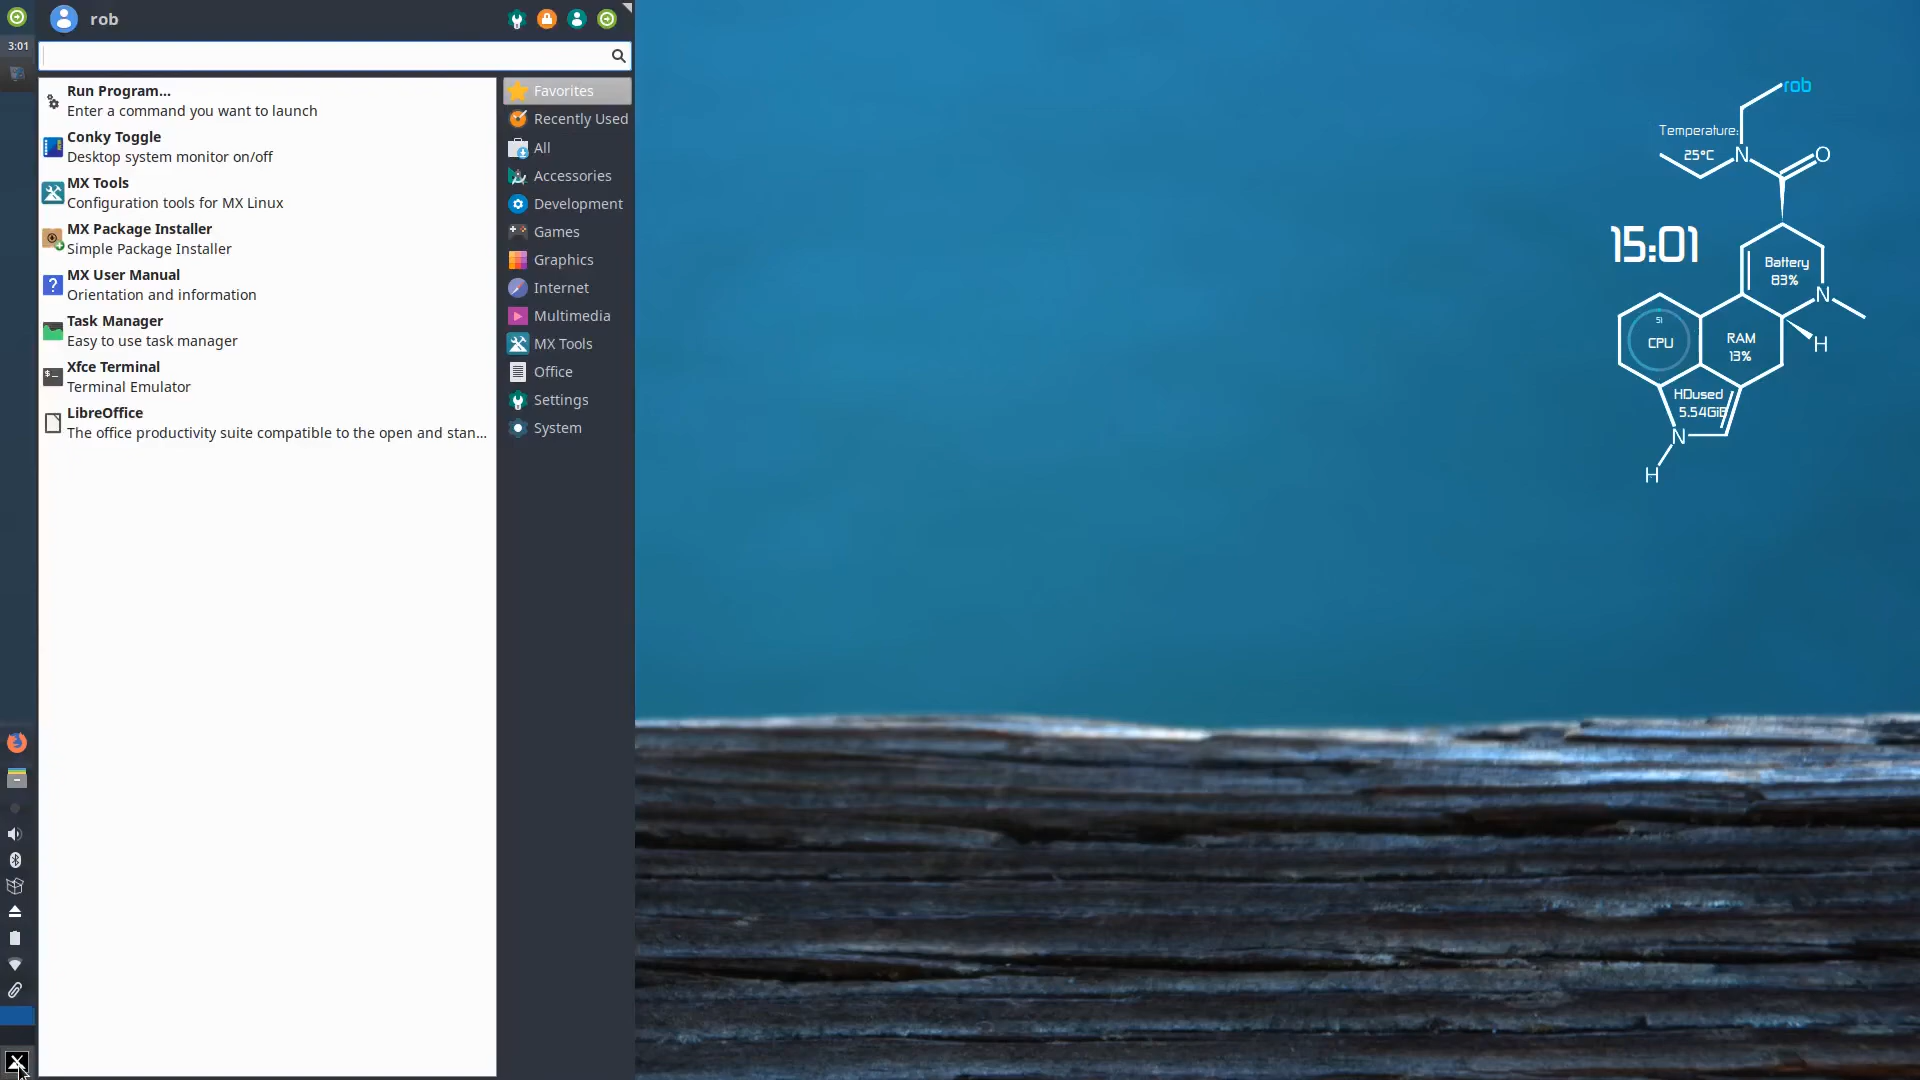 rob
3:01
Run Program...
Enter a command you want to launch
Conky Toggle
Desktop system monitor on/off
MX Tools
Configuration tools for MX Linux
MX Package Installer
Simple Package Installer
MX User Manual
Orientation and information
Task Manager
Easy to use task manager
Xfce Terminal
Terminal Emulator
LibreOffice
The office productivity suite compatible to the open and stan...
Favorites
Recently Used
All
Accessories
Development
Games
Graphics
Internet
Multimedia
MX Tools
Office
Settings
System
rob
Temperature:
25°C
N
O
15:01
Battery
83%
N
51
CPU
RAM
13%
H
HDused
5.54GiB
N
H